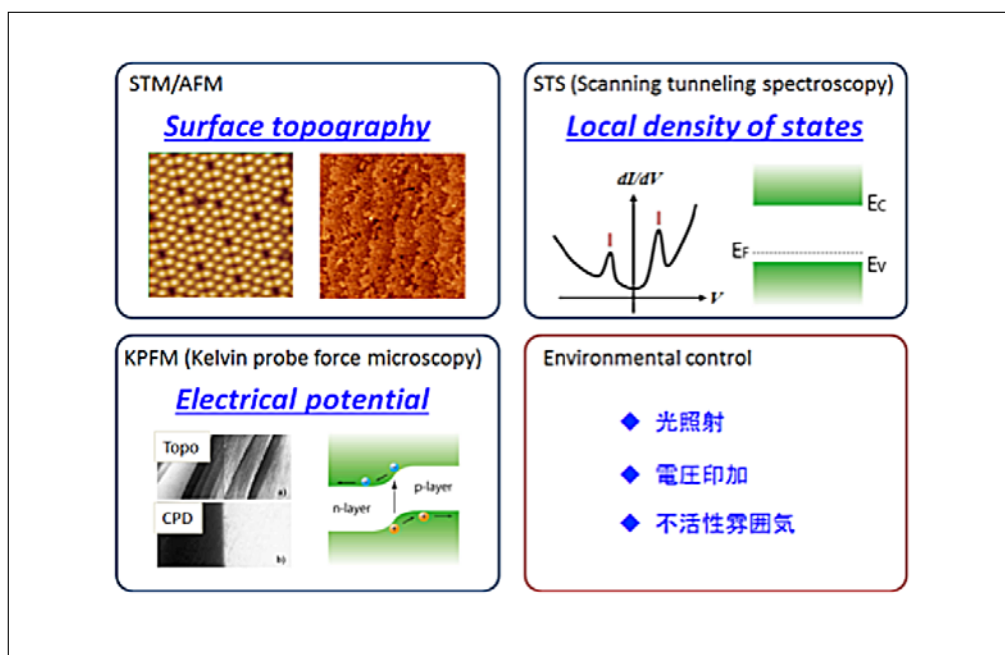 STM/AFM
Surface topography
STS (Scanning tunneling spectroscopy)
Local density of states
dI/dV
V
EC
EF
EV
KPFM (Kelvin probe force microscopy)
Electrical potential
Topo
a)
CPD
b)
n-layer
p-layer
Environmental control
光照射
電圧印加
不活性雰囲気